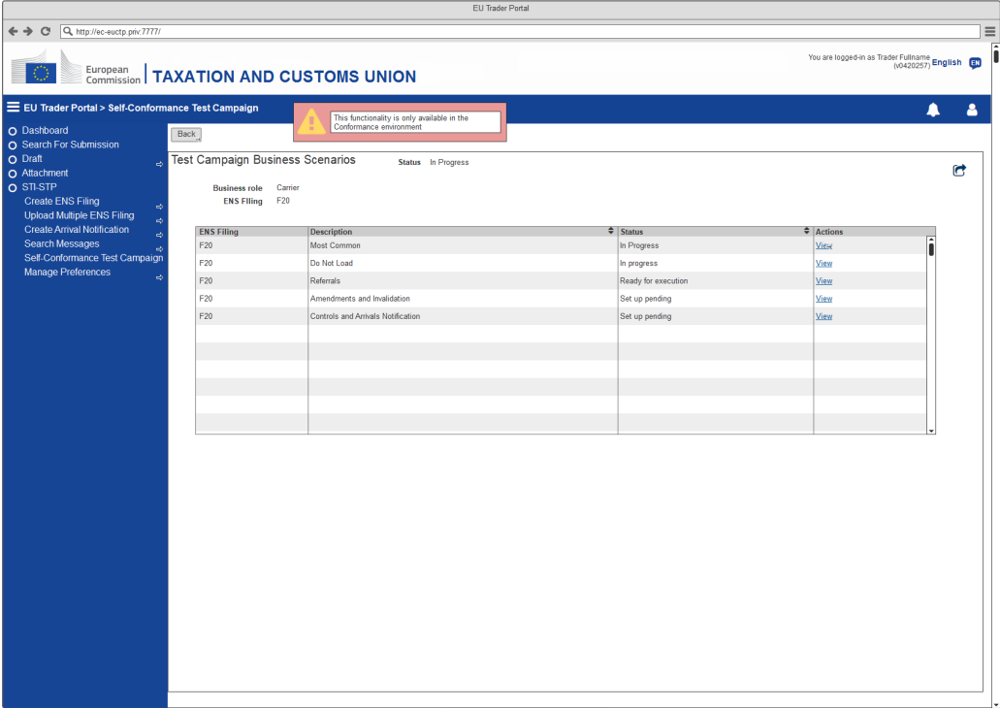 EU Trader Portal
http://ec-euctp.priv:7777/
European
Commission
TAXATION AND CUSTOMS UNION
You are logged-in as Trader Fullname
(v0420257)
English
EN
EU Trader Portal > Self-Conformance Test Campaign
This functionality is only available in the
Conformance environment
Dashboard
Search For Submission
Draft
Attachment
STI-STP
Create ENS Filing
Upload Multiple ENS Filing
Create Arrival Notification
Search Messages
Self-Conformance Test Campaign
Manage Preferences
Back
Test Campaign Business Scenarios
Status In Progress
Business role Carrier
ENS FIling F20
ENS Filing Description Status Actions
F20 Most Common In Progress View
F20 Do Not Load In progress View
F20 Referrals Ready for execution View
F20 Amendments and Invalidation Set up pending View
F20 Controls and Arrivals Notification Set up pending View